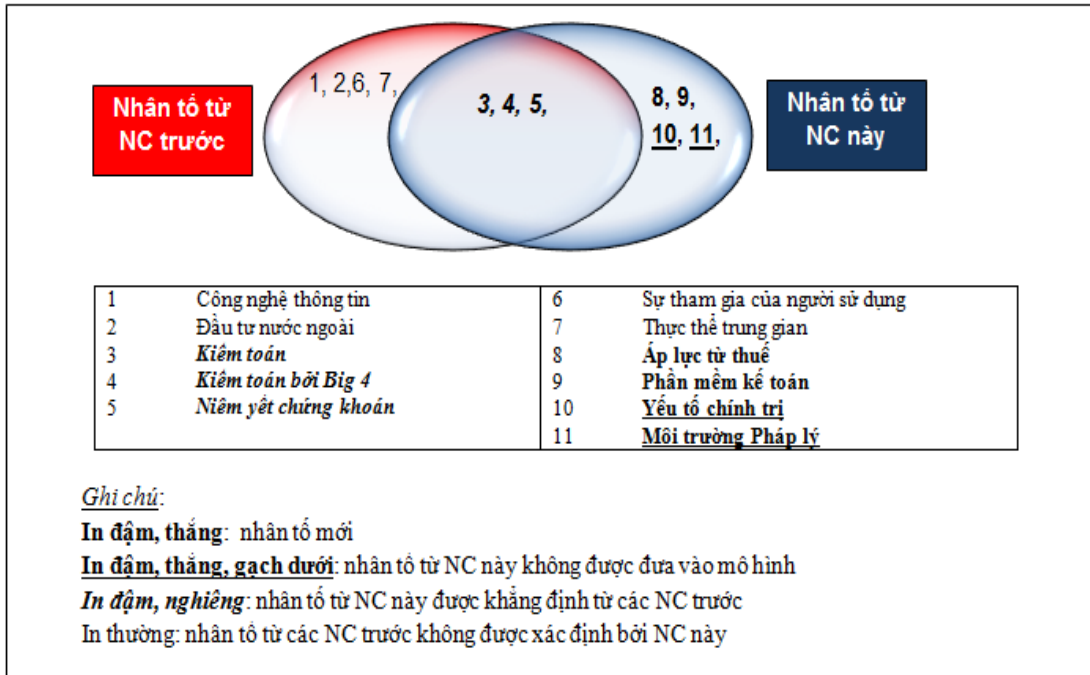 1, 2,6, 7,
3, 4, 5,
8, 9,
10, 11,
Nhân tố từ
NC trước
Nhân tố từ
NC này
1 Công nghệ thông tin
2 Đầu tư nước ngoài
3 Kiểm toán
4 Kiểm toán bởi Big 4
5 Niêm yết chứng khoán
6 Sự tham gia của người sử dụng
7 Thực thể trung gian
8 Áp lực từ thuế
9 Phần mềm kế toán
10 Yếu tố chính trị
11 Môi trường Pháp lý
Ghi chú:
In đậm, thẳng: nhân tố mới
In đậm, thẳng, gạch dưới: nhân tố từ NC này không được đưa vào mô hình
In đậm, nghiêng: nhân tố từ NC này được khẳng định từ các NC trước
In thường: nhân tố từ các NC trước không được xác định bởi NC này